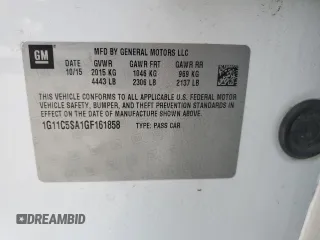 GM
MFD BY GENERAL MOTORS LLC
DATE GVWR GAWR FRT GAWR RR
10/15 2015 KG 1046 KG 969 KG
4443 LB 2306 LB 2137 LB
THIS VEHICLE CONFORMS TO ALL APPLICABLE U.S. FEDERAL MOTOR
VEHICLE SAFETY, BUMPER, AND THEFT PREVENTION STANDARDS
IN EFFECT ON THE DATE OF MANUFACTURE SHOWN ABOVE.
1G11C5SA1GF161858 TYPE: PASS CAR
DREAMBID